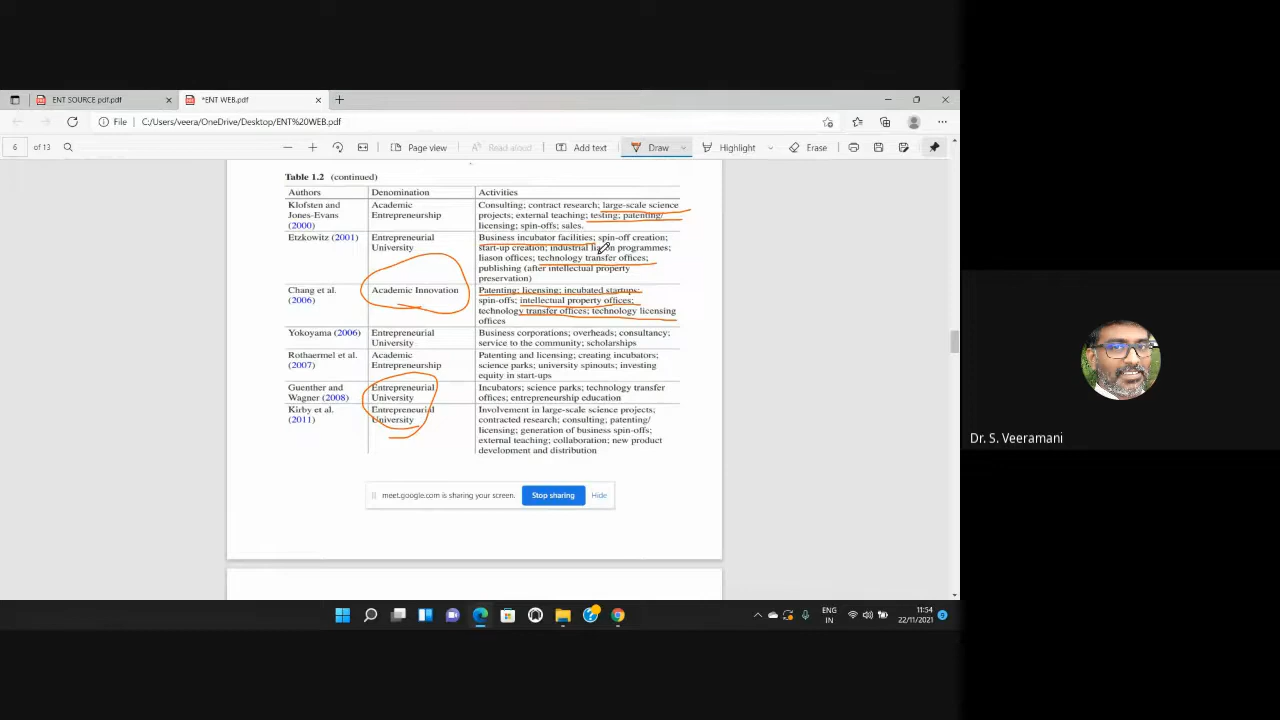 ENT SOURCE pdf.pdf
*ENT WEB.pdf
File
C:/Users/veera/OneDrive/Desktop/ENT%20WEB.pdf
6 of 13
Page view
Read aloud
Add text
Draw
Highlight
Erase
Table 1.2 (continued)
Authors Denomination Activities
Klofsten and Academic Consulting; contract research; large-scale science
Jones-Evans Entrepreneurship projects; external teaching; testing; patenting/
(2000) licensing; spin-offs; sales.
Etzkowitz (2001) Entrepreneurial Business incubator facilities; spin-off creation;
University start-up creation; industrial liaison programmes;
liason offices; technology transfer offices;
publishing (after intellectual property
preservation)
Chang et al. Academic Innovation Patenting; licensing; incubated startups;
(2006) spin-offs; intellectual property offices;
technology transfer offices; technology licensing
offices
Yokoyama (2006) Entrepreneurial Business corporations; overheads; consultancy;
University service to the community; scholarships
Rothaermel et al. Academic Patenting and licensing; creating incubators;
(2007) Entrepreneurship science parks; university spinouts; investing
equity in start-ups
Guenther and Entrepreneurial Incubators; science parks; technology transfer
Wagner (2008) University offices; entrepreneurship education
Kirby et al. Entrepreneurial Involvement in large-scale science projects;
(2011) University contracted research; consulting; patenting/
licensing; generation of business spin-offs;
external teaching; collaboration; new product
development and distribution
meet.google.com is sharing your screen.
Stop sharing
Hide
Dr. S. Veeramani
ENG
IN
11:54
22/11/2021